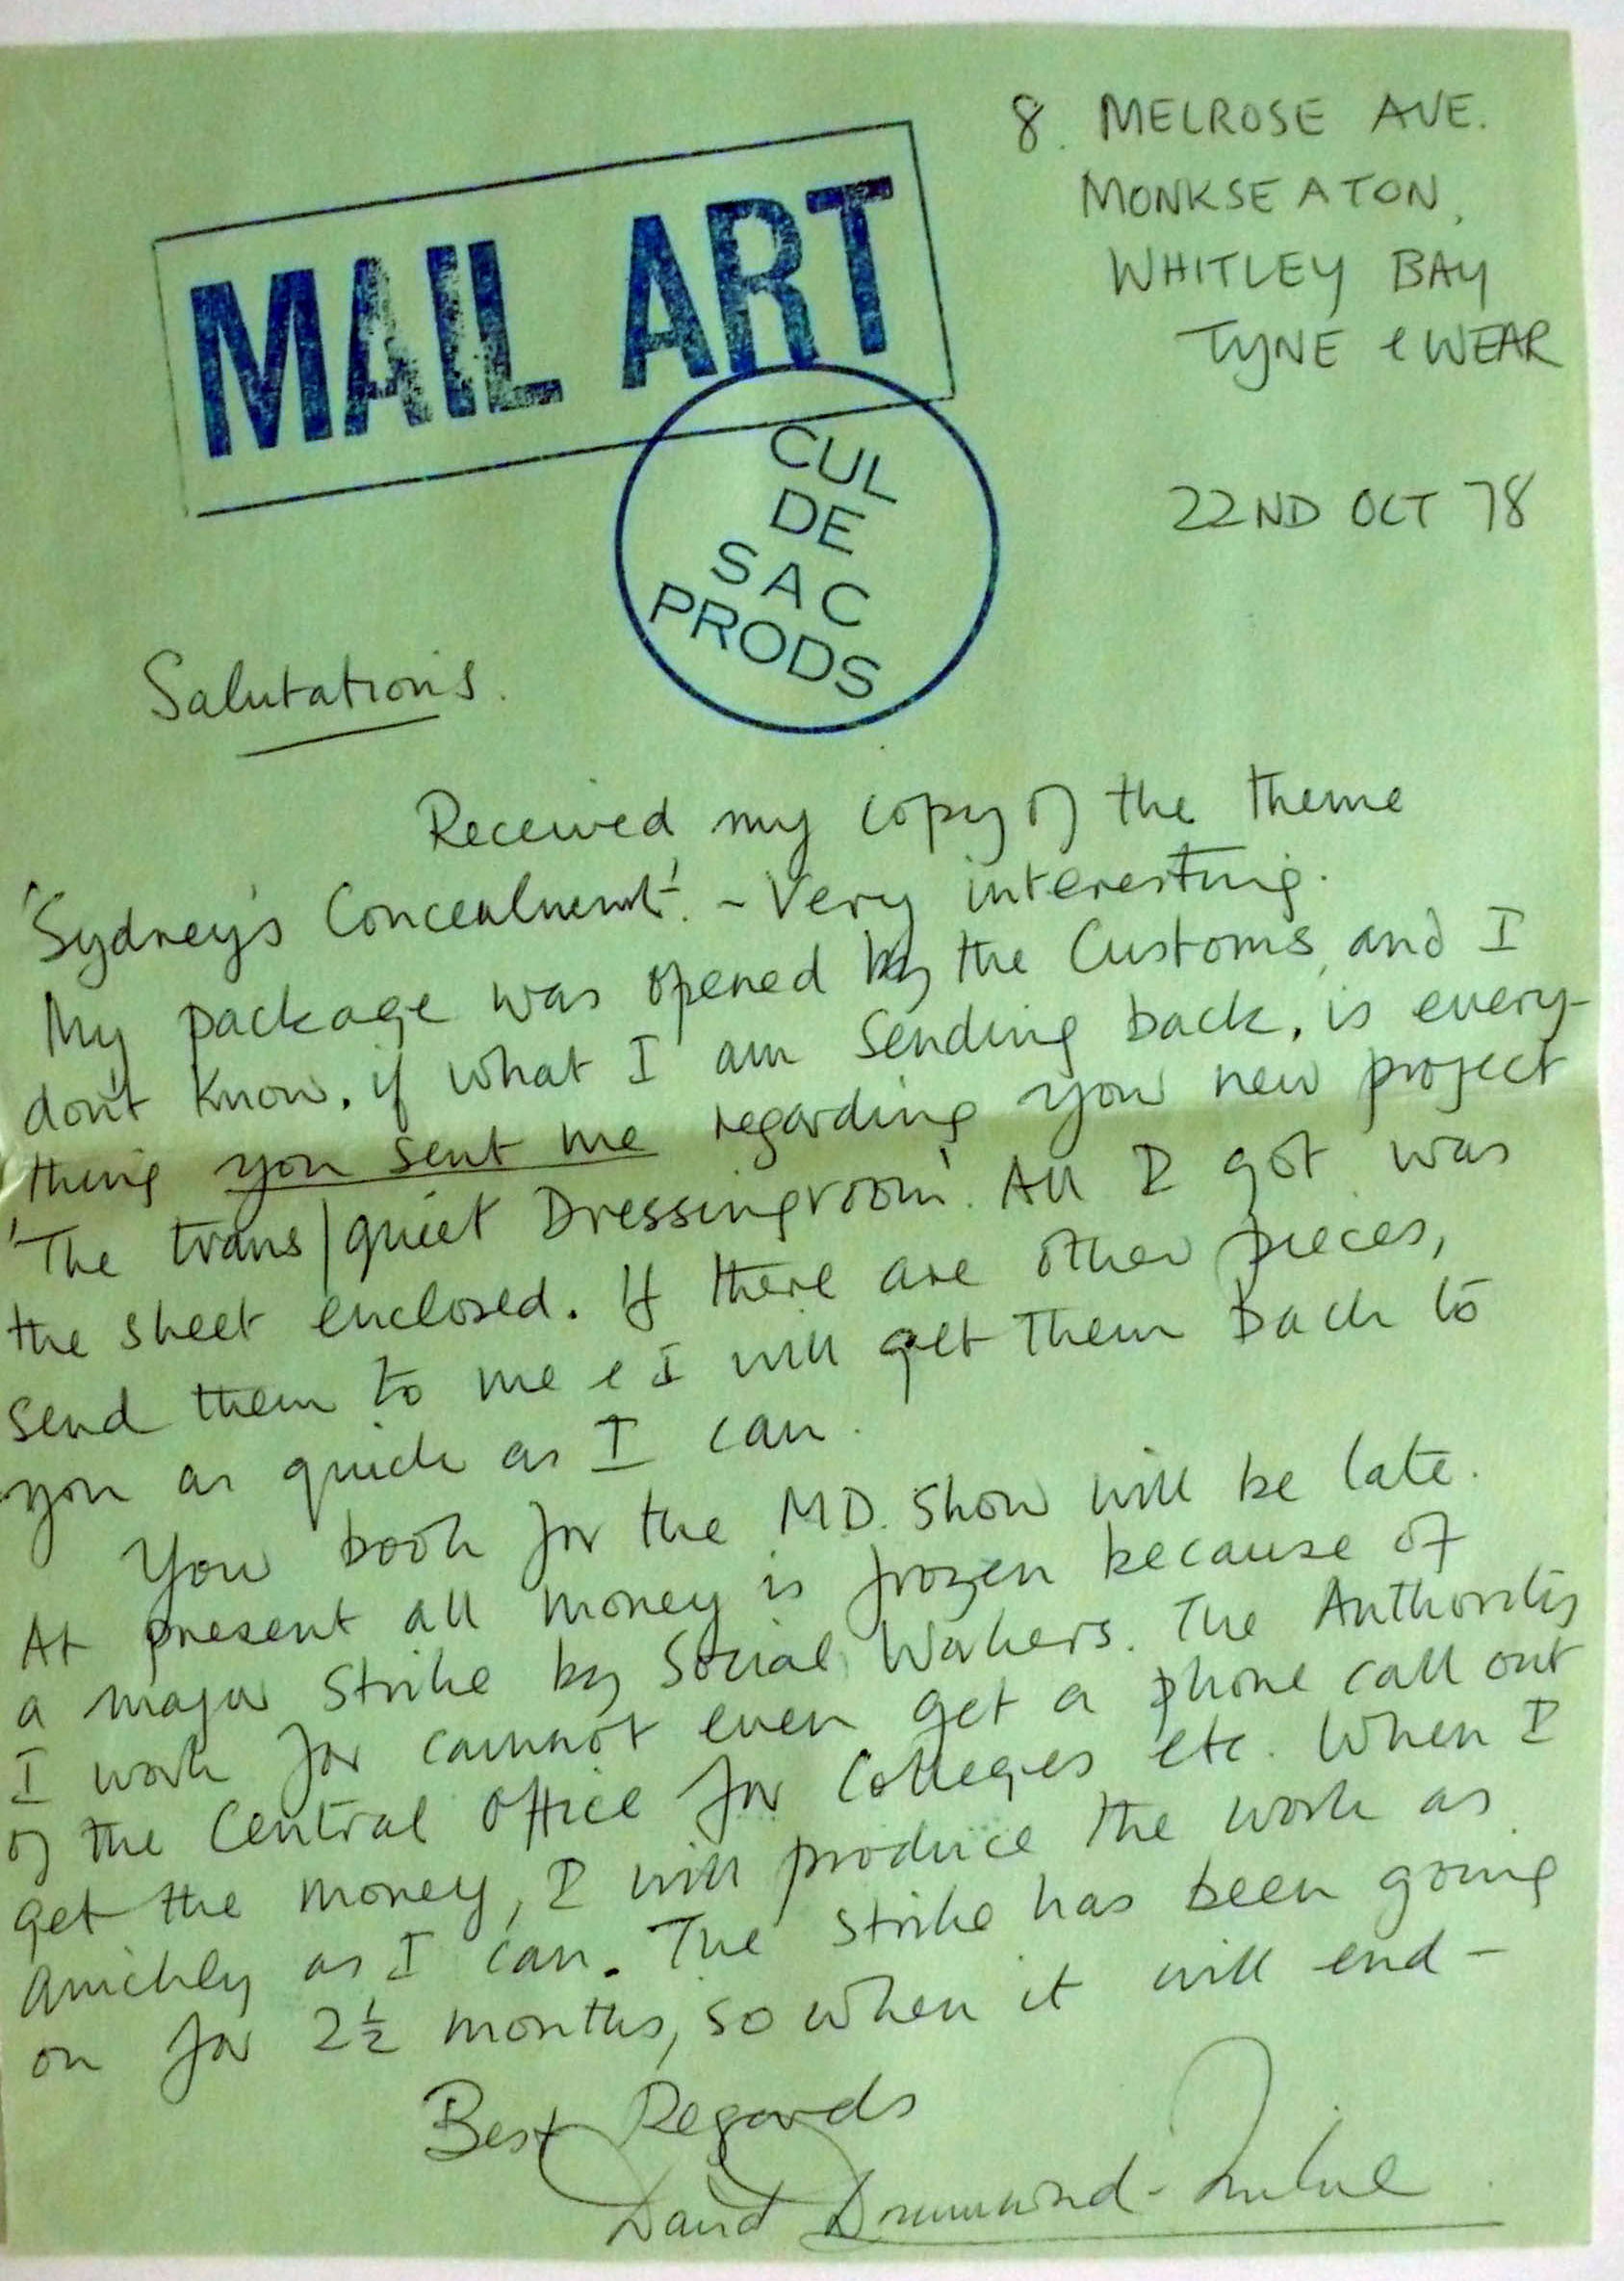 8. MELROSE AVE.
MONKSEATON,
WHITLEY BAY
TYNE & WEAR
22ND OCT 78
MAIL ART
CUL
DE
SAC
PRODS
Salutations.
Received my copy of the theme
'Sydney's Concealment'. - Very interesting.
My package was opened by the Customs, and I
don't know, if what I am sending back, is every-
thing you sent me regarding your new project
'The trans/quiet Dressingroom'. All I got was
the sheet enclosed. If there are other pieces,
send them to me & I will get them back to
you as quick as I can.
Your book for the M.D. Show will be late.
At present all money is frozen because of
a major strike by Social Workers. The Authority
I work for cannot even get a phone call out
of the Central Office for Colleges etc. When I
get the money, I will produce the work as
quickly as I can. The strike has been going
on for 2½ months, so when it will end -
Best Regards
David Drummond-